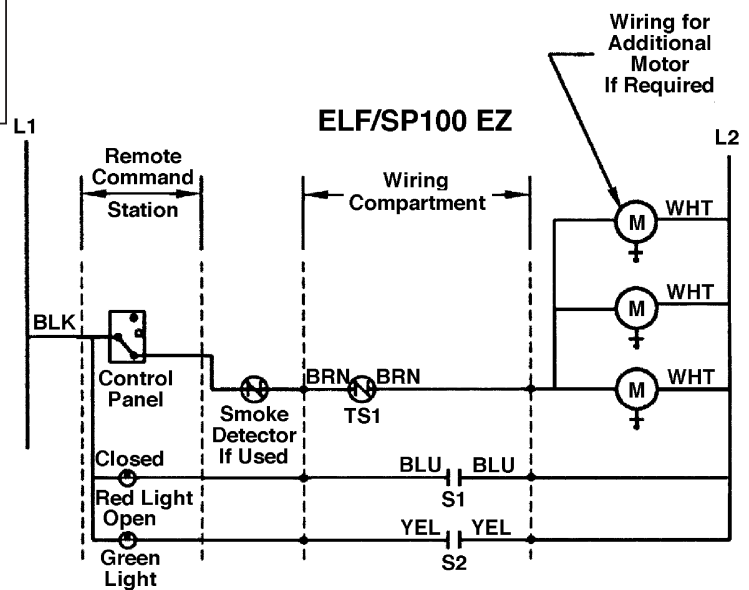 Wiring for
Additional
Motor
If Required
ELF/SP100 EZ
L1
L2
Remote
Command
Station
Wiring
Compartment
M
WHT
M
WHT
BLK
Control
Panel
BRN
BRN
M
WHT
Smoke
Detector
If Used
TS1
Closed
BLU
BLU
Red Light
S1
Open
YEL
YEL
Green
Light
S2